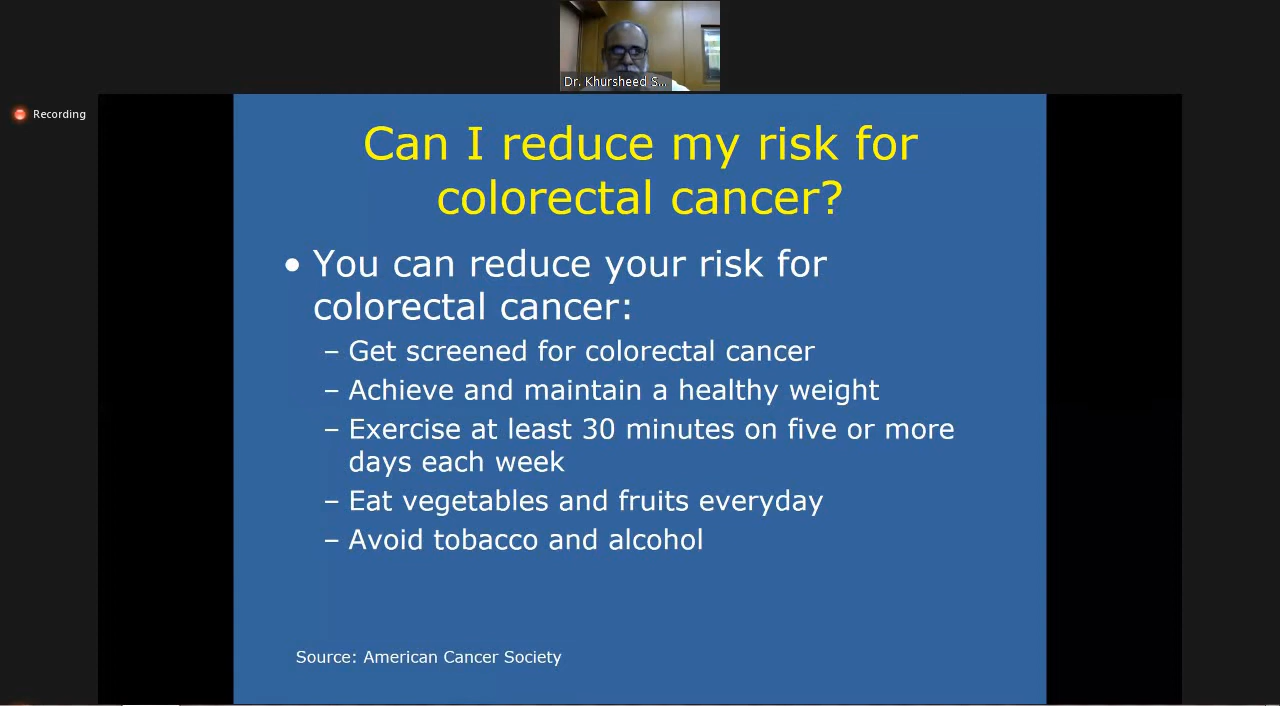 Dr. Khursheed S...
Recording
Can I reduce my risk for
colorectal cancer?
• You can reduce your risk for
colorectal cancer:
– Get screened for colorectal cancer
– Achieve and maintain a healthy weight
– Exercise at least 30 minutes on five or more
days each week
– Eat vegetables and fruits everyday
– Avoid tobacco and alcohol
Source: American Cancer Society